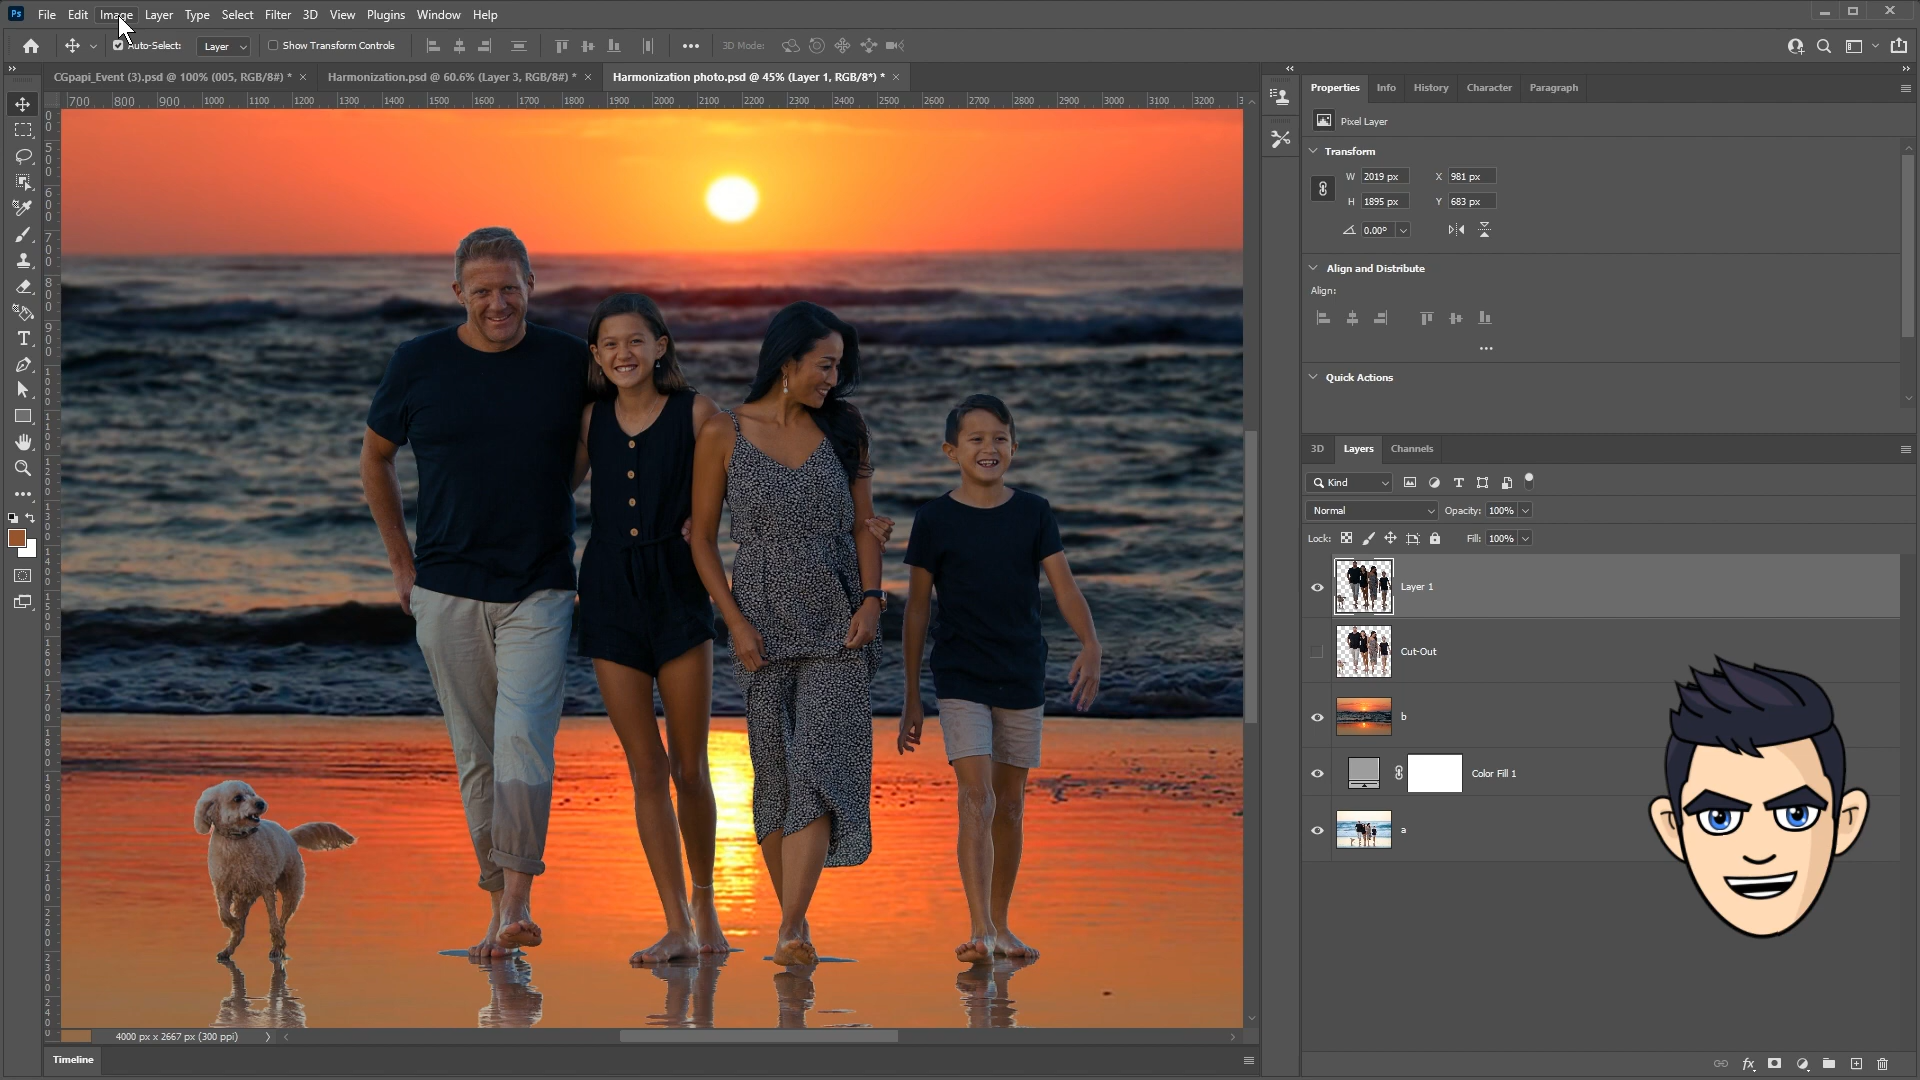 Ps File Edit Image Layer Type Select Filter 3D View Plugins Window Help
Auto-Select: Layer Show Transform Controls 3D Mode:
CGpapi_Event (3).psd @ 100% (005, RGB/8#) * Harmonization.psd @ 60.6% (Layer 3, RGB/8#) * Harmonization photo.psd @ 45% (Layer 1, RGB/8*) *
700 800 900 1000 1100 1200 1300 1400 1500 1600 1700 1800 1900 2000 2100 2200 2300 2400 2500 2600 2700 2800 2900 3000 3100 3200
Properties Info History Character Paragraph
Pixel Layer
Transform
W 2019 px X 981 px
H 1895 px Y 683 px
0.00°
Align and Distribute
Align:
Quick Actions
3D Layers Channels
Kind
Normal Opacity: 100%
Lock: Fill: 100%
Layer 1
Cut-Out
b
Color Fill 1
a
fx
4000 px x 2667 px (300 ppi)
Timeline